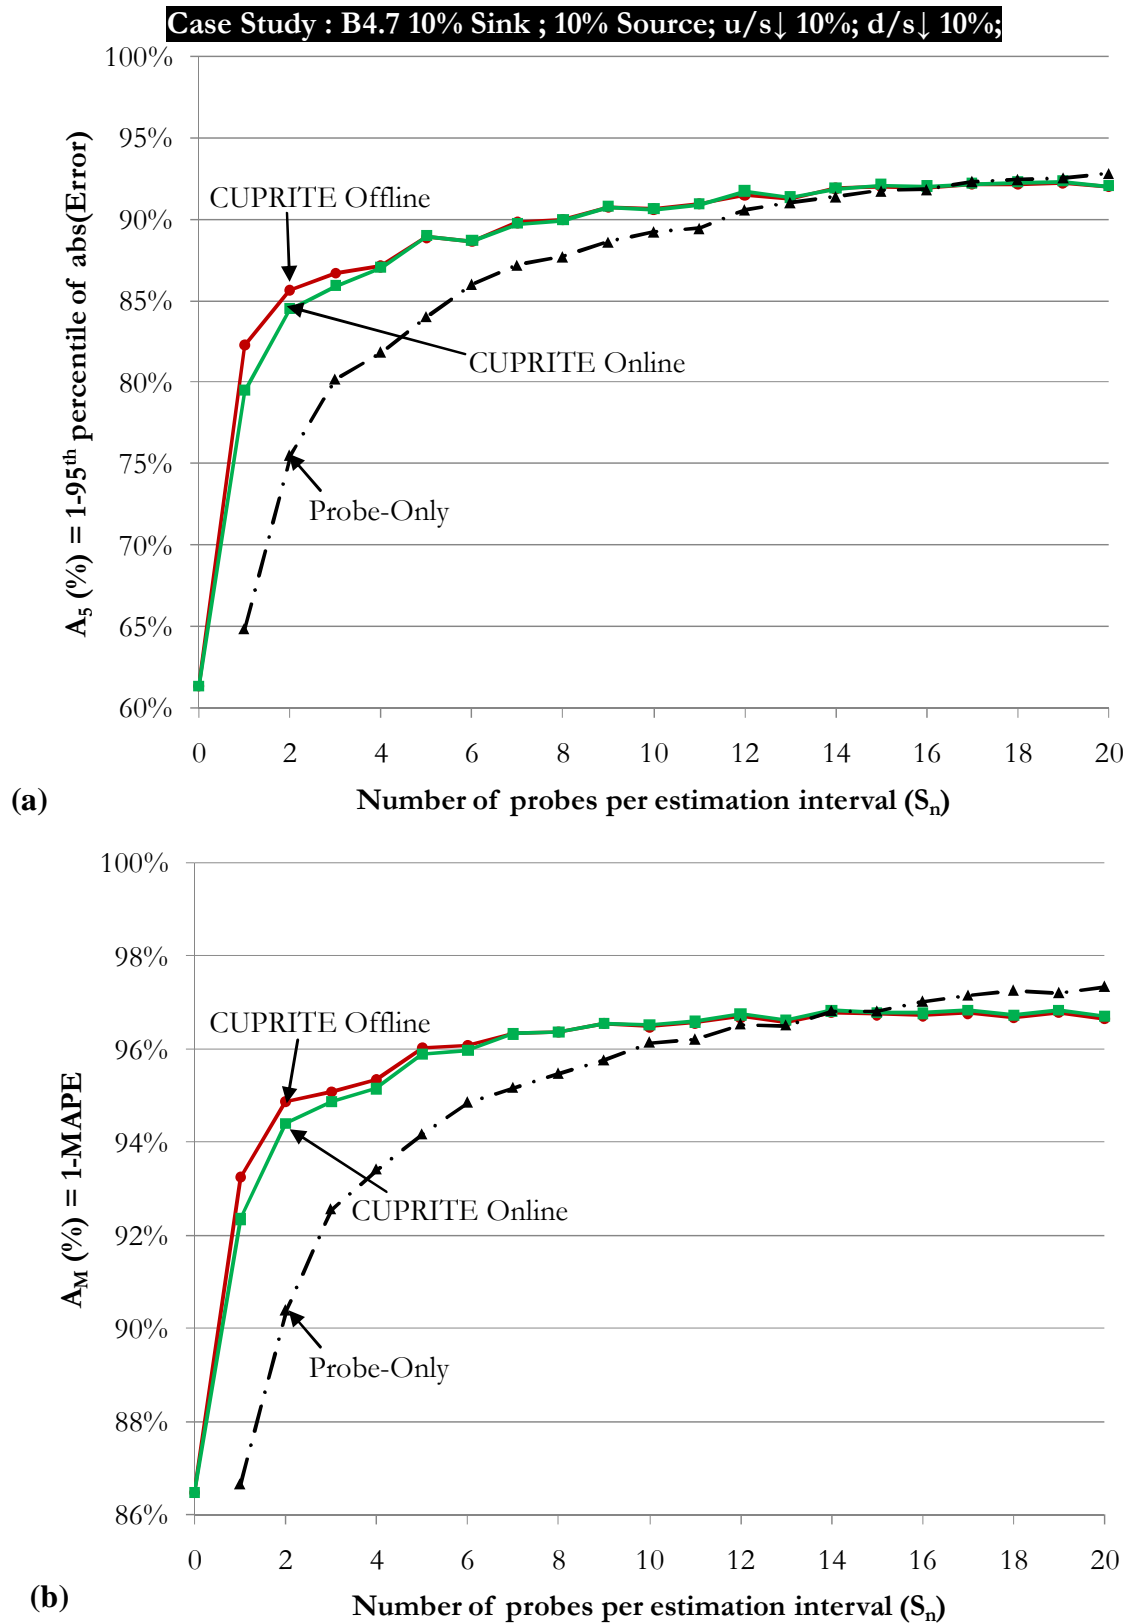 Case Study : B4.7 10% Sink ; 10% Source; u/s↓ 10%; d/s↓ 10%;
100%
95%
90%
85%
80%
75%
70%
65%
60%
A₅ (%) = 1-95ᵗʰ percentile of abs(Error)
CUPRITE Offline
CUPRITE Online
Probe-Only
0 2 4 6 8 10 12 14 16 18 20
(a)
Number of probes per estimation interval (Sₙ)
100%
98%
96%
94%
92%
90%
88%
86%
A_M (%) = 1-MAPE
CUPRITE Offline
CUPRITE Online
Probe-Only
0 2 4 6 8 10 12 14 16 18 20
(b)
Number of probes per estimation interval (Sₙ)